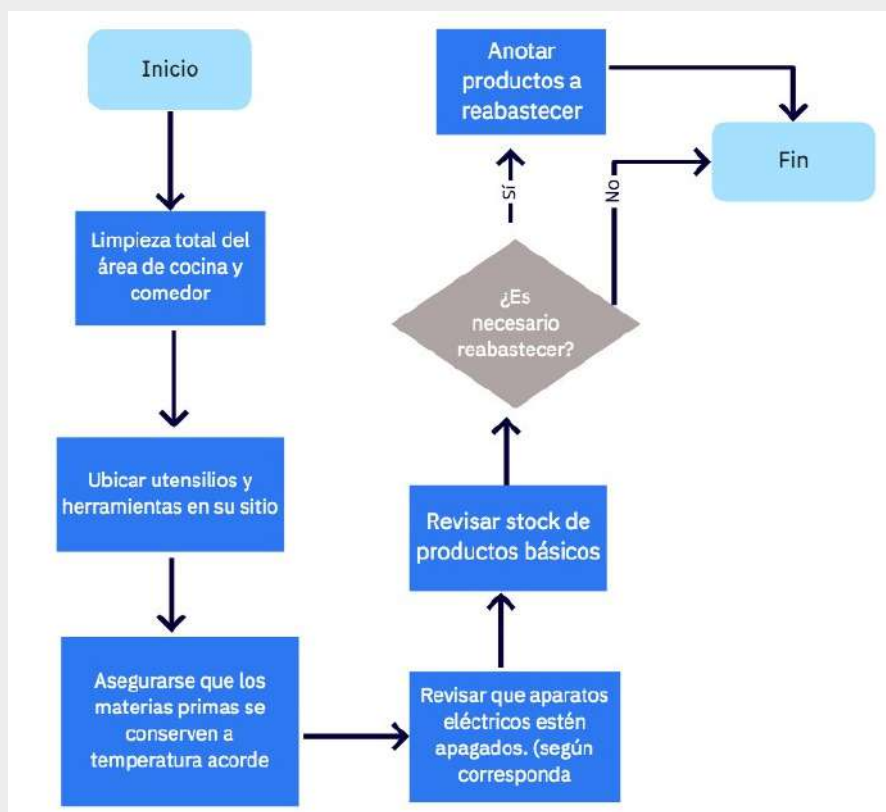 Inicio
Limpieza total del
área de cocina y
comedor
Ubicar utensilios y
herramientas en su sitio
Asegurarse que los
materias primas se
conserven a
temperatura acorde
Revisar que aparatos
eléctricos estén
apagados. (según
corresponda
Revisar stock de
productos básicos
¿Es
necesario
reabastecer?
Sí
No
Anotar
productos a
reabastecer
Fin